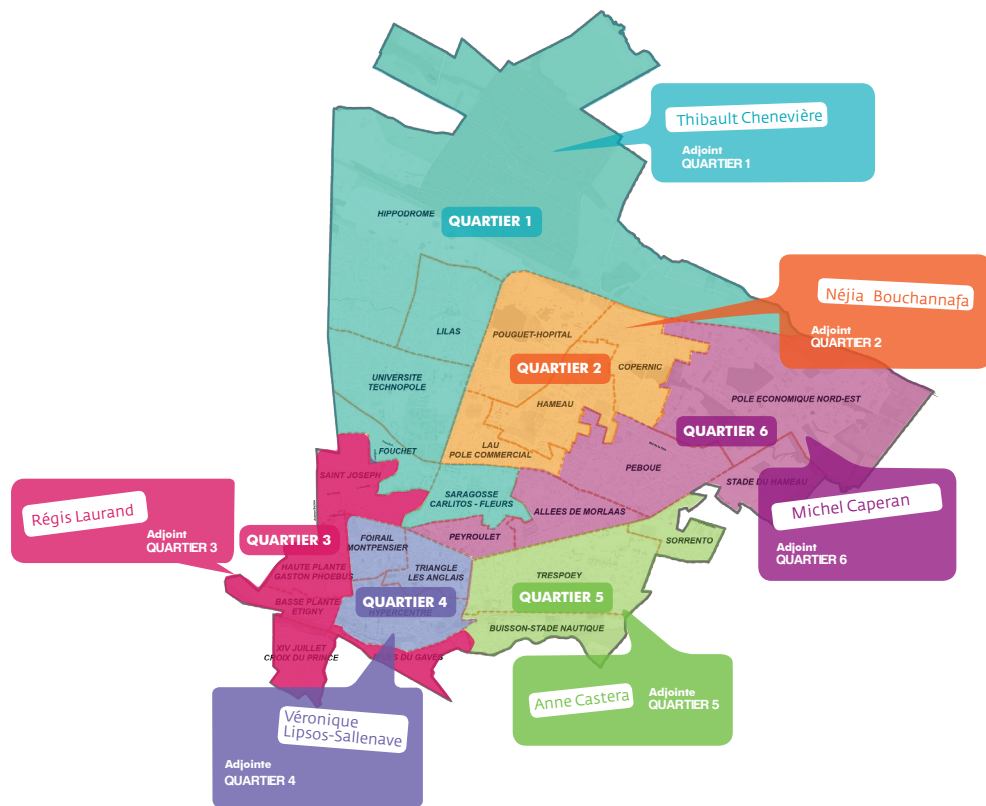 Thibault Chenevière
Adjoint
QUARTIER 1
HIPPODROME
QUARTIER 1
Néjia Bouchannafa
Adjoint
QUARTIER 2
LILAS
POUGUET-HOPITAL
QUARTIER 2
COPERNIC
UNIVERSITE
TECHNOPOLE
HAMEAU
POLE ECONOMIQUE NORD-EST
QUARTIER 6
LAU
POLE COMMERCIAL
FOUCHET
SAINT JOSEPH
PEBOUE
STADE DU HAMEAU
SARAGOSSE
CARLITOS - FLEURS
ALLEES DE MORLAAS
Michel Caperan
Adjoint
QUARTIER 6
Régis Laurand
Adjoint
QUARTIER 3
QUARTIER 3
FOIRAIL
MONTPENSIER
PEYROULET
SORRENTO
HAUTE PLANTE
GASTON PHOEBUS
TRIANGLE
LES ANGLAIS
TRESPOEY
QUARTIER 4
QUARTIER 5
BASSE PLANTE
ETIGNY
HYPERCENTRE
BUISSON-STADE NAUTIQUE
XIV JUILLET
CROIX DU PRINCE
DU GAVES
Anne Castera
Adjointe
QUARTIER 5
Véronique
Lipsos-Sallenave
Adjointe
QUARTIER 4